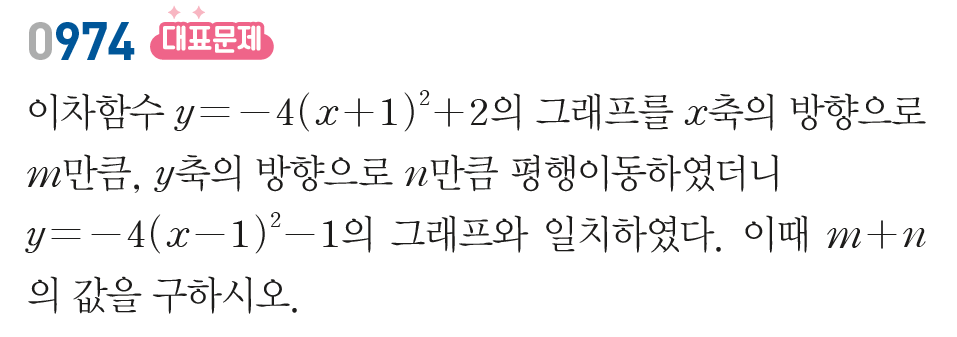 0974 대표문제
이차함수 y=-4(x+1)²+2의 그래프를 x축의 방향으로
m만큼, y축의 방향으로 n만큼 평행이동하였더니
y=-4(x-1)²-1의 그래프와 일치하였다. 이때 m+n
의 값을 구하시오.